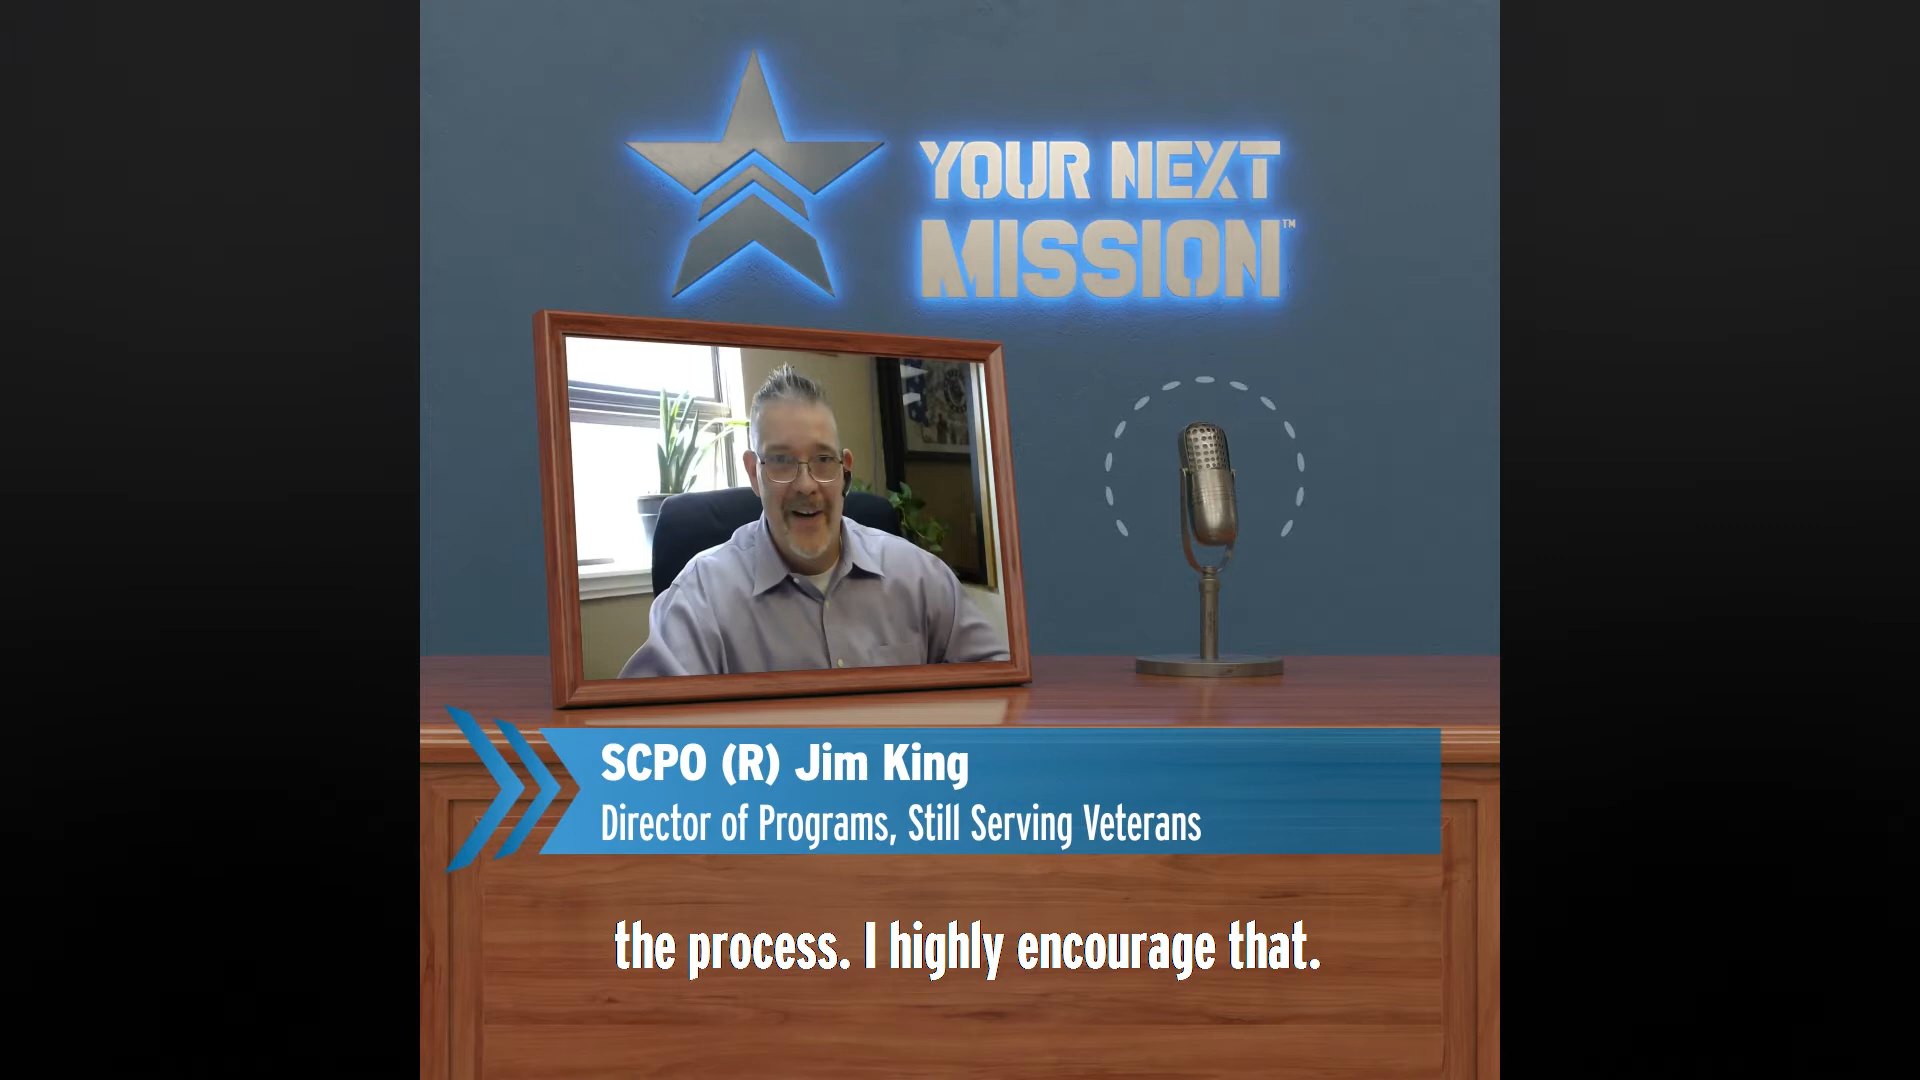 YOUR NEXT
MISSION™
SCPO (R) Jim King
Director of Programs, Still Serving Veterans
the process. I highly encourage that.